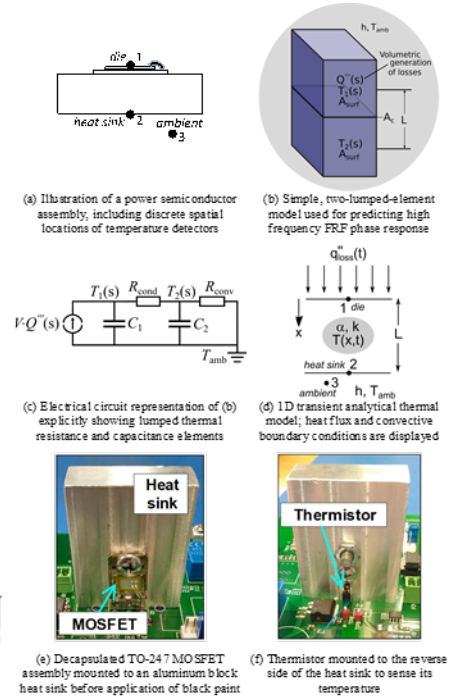 die 1
heat sink 2
ambient
3
(a) Illustration of a power semiconductor
assembly, including discrete spatial
locations of temperature detectors
h, Tamb
Volumetric
generation
of losses
Q'''(s)
T1(s)
Asurf
Ac
L
T2(s)
Asurf
(b) Simple, two-lumped-element
model used for predicting high
frequency FRF phase response
T1(s) Rcond T2(s) Rconv
V·Q'''(s)
C1
C2
Tamb
(c) Electrical circuit representation of (b)
explicitly showing lumped thermal
resistance and capacitance elements
q'''loss(t)
1 die
x
α, k
T(x,t)
L
heat sink 2
3
ambient
h, Tamb
(d) 1D transient analytical thermal
model; heat flux and convective
boundary conditions are displayed
Heat
sink
MOSFET
(e) Decapsulated TO-247 MOSFET
assembly mounted to an aluminum block
heat sink before application of black paint
Thermistor
(f) Thermistor mounted to the reverse
side of the heat sink to sense its
temperature